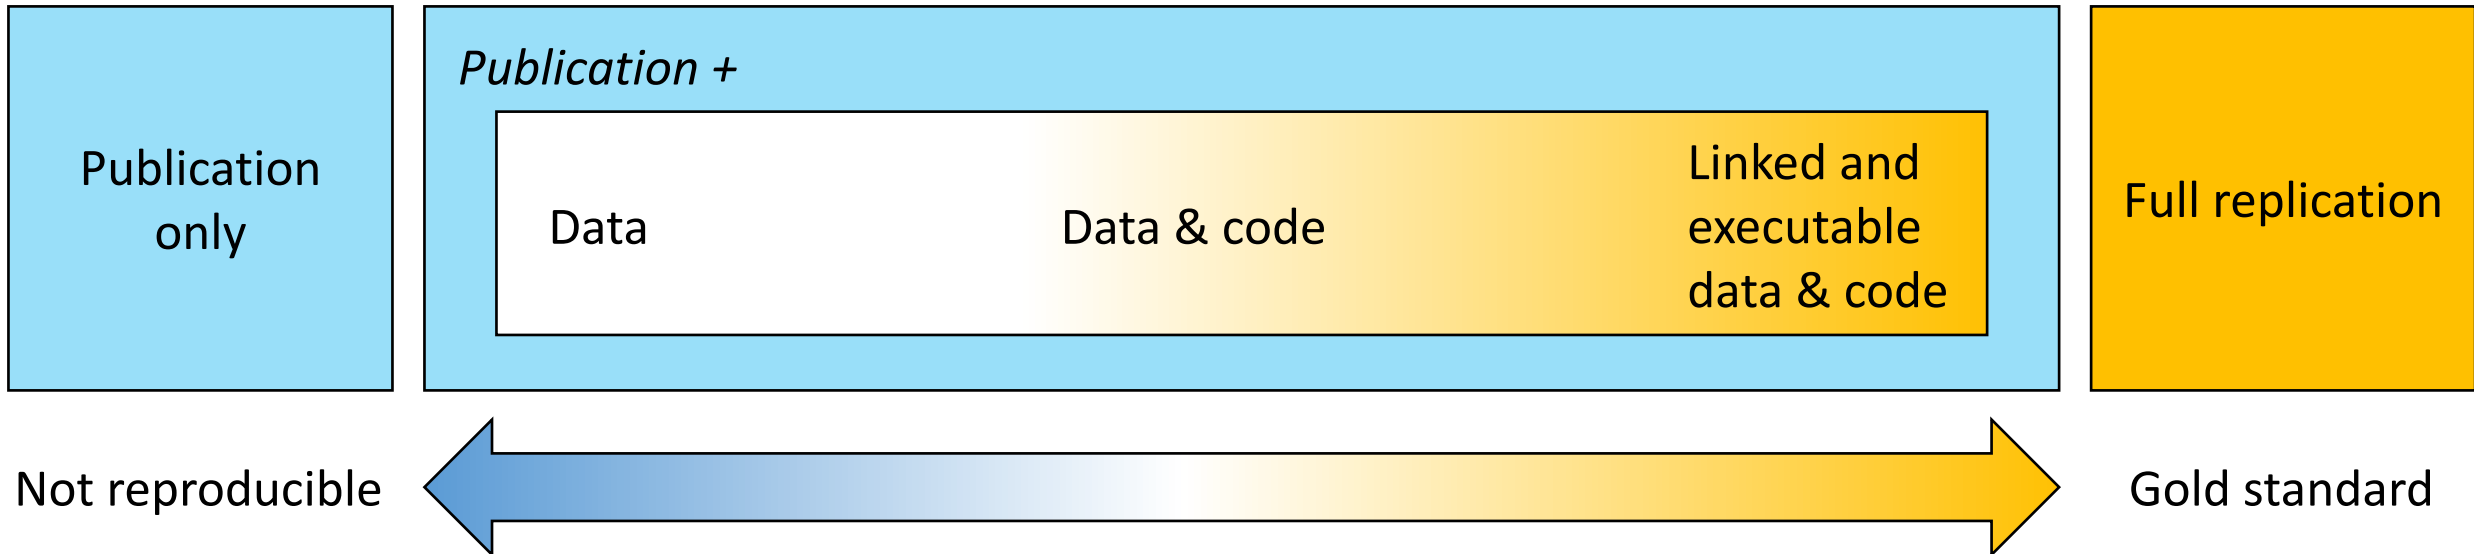 Publication
only
Publication +
Data
Data & code
Linked and
executable
data & code
Full replication
Not reproducible
Gold standard